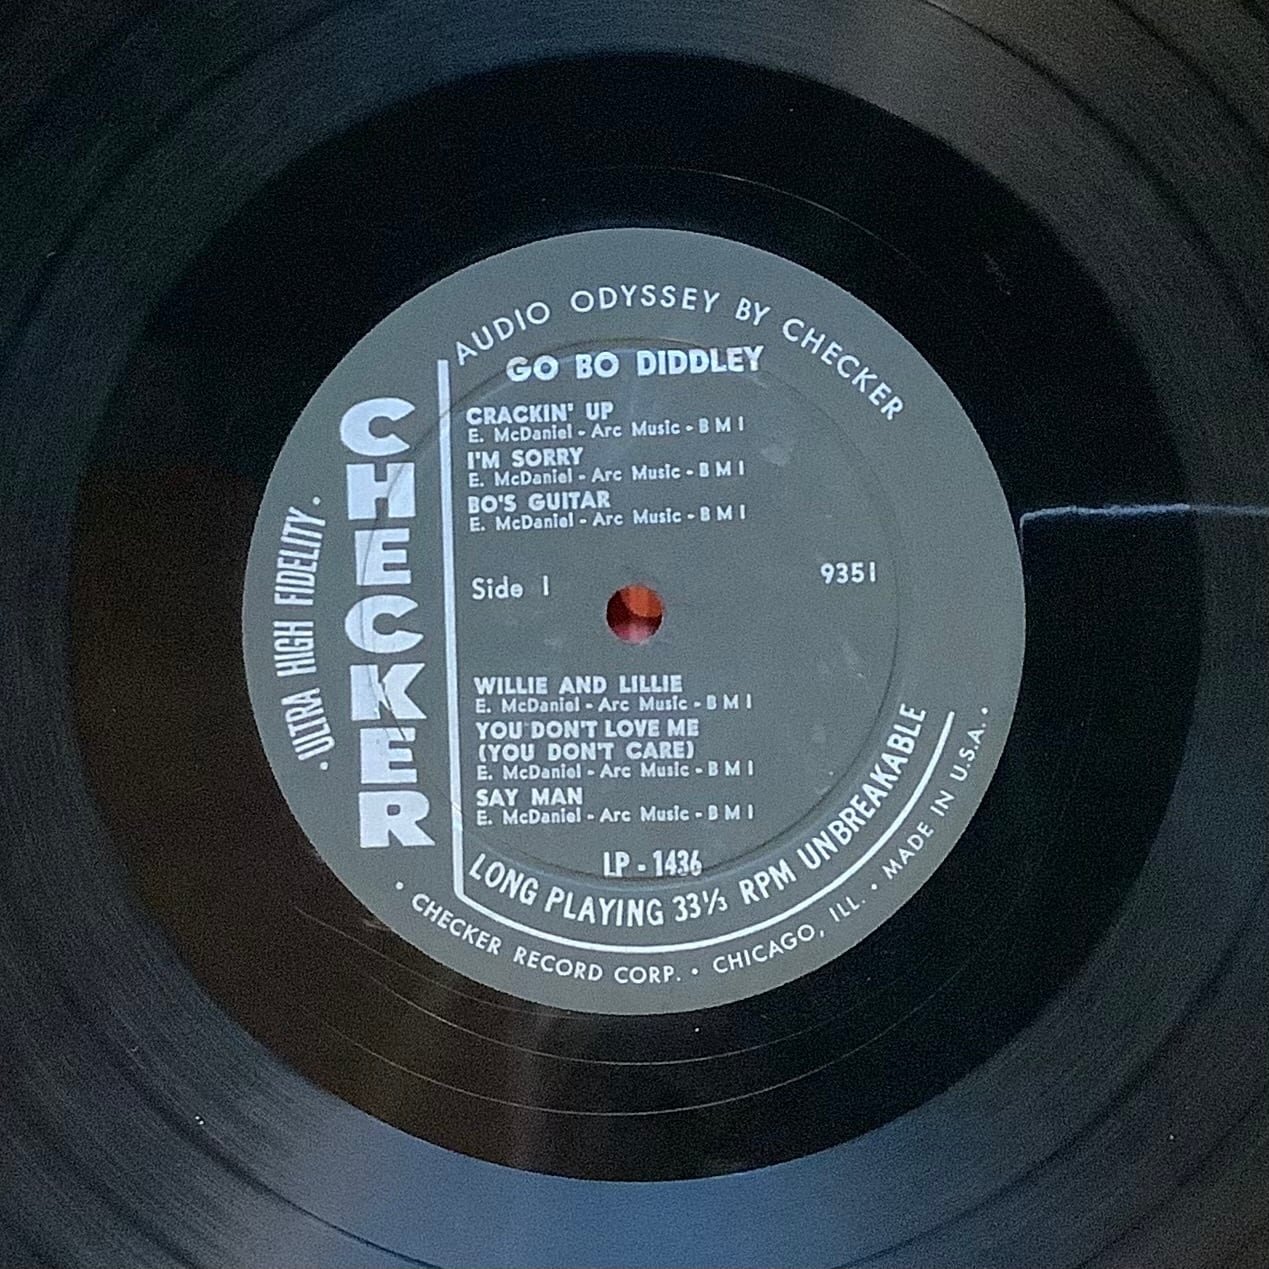 AUDIO ODYSSEY BY CHECKER
GO BO DIDDLEY
CRACKIN' UP
E. McDaniel - Arc Music - B M I
I'M SORRY
E. McDaniel - Arc Music - B M I
BO'S GUITAR
E. McDaniel - Arc Music - B M I
Side 1
9351
WILLIE AND LILLIE
E. McDaniel - Arc Music - B M I
YOU DON'T LOVE ME
(YOU DON'T CARE)
E. McDaniel - Arc Music - B M I
SAY MAN
E. McDaniel - Arc Music - B M I
LP - 1436
LONG PLAYING 33⅓ RPM UNBREAKABLE
CHECKER
• ULTRA HIGH FIDELITY •
• CHECKER RECORD CORP. • CHICAGO, ILL. • MADE IN U.S.A. •